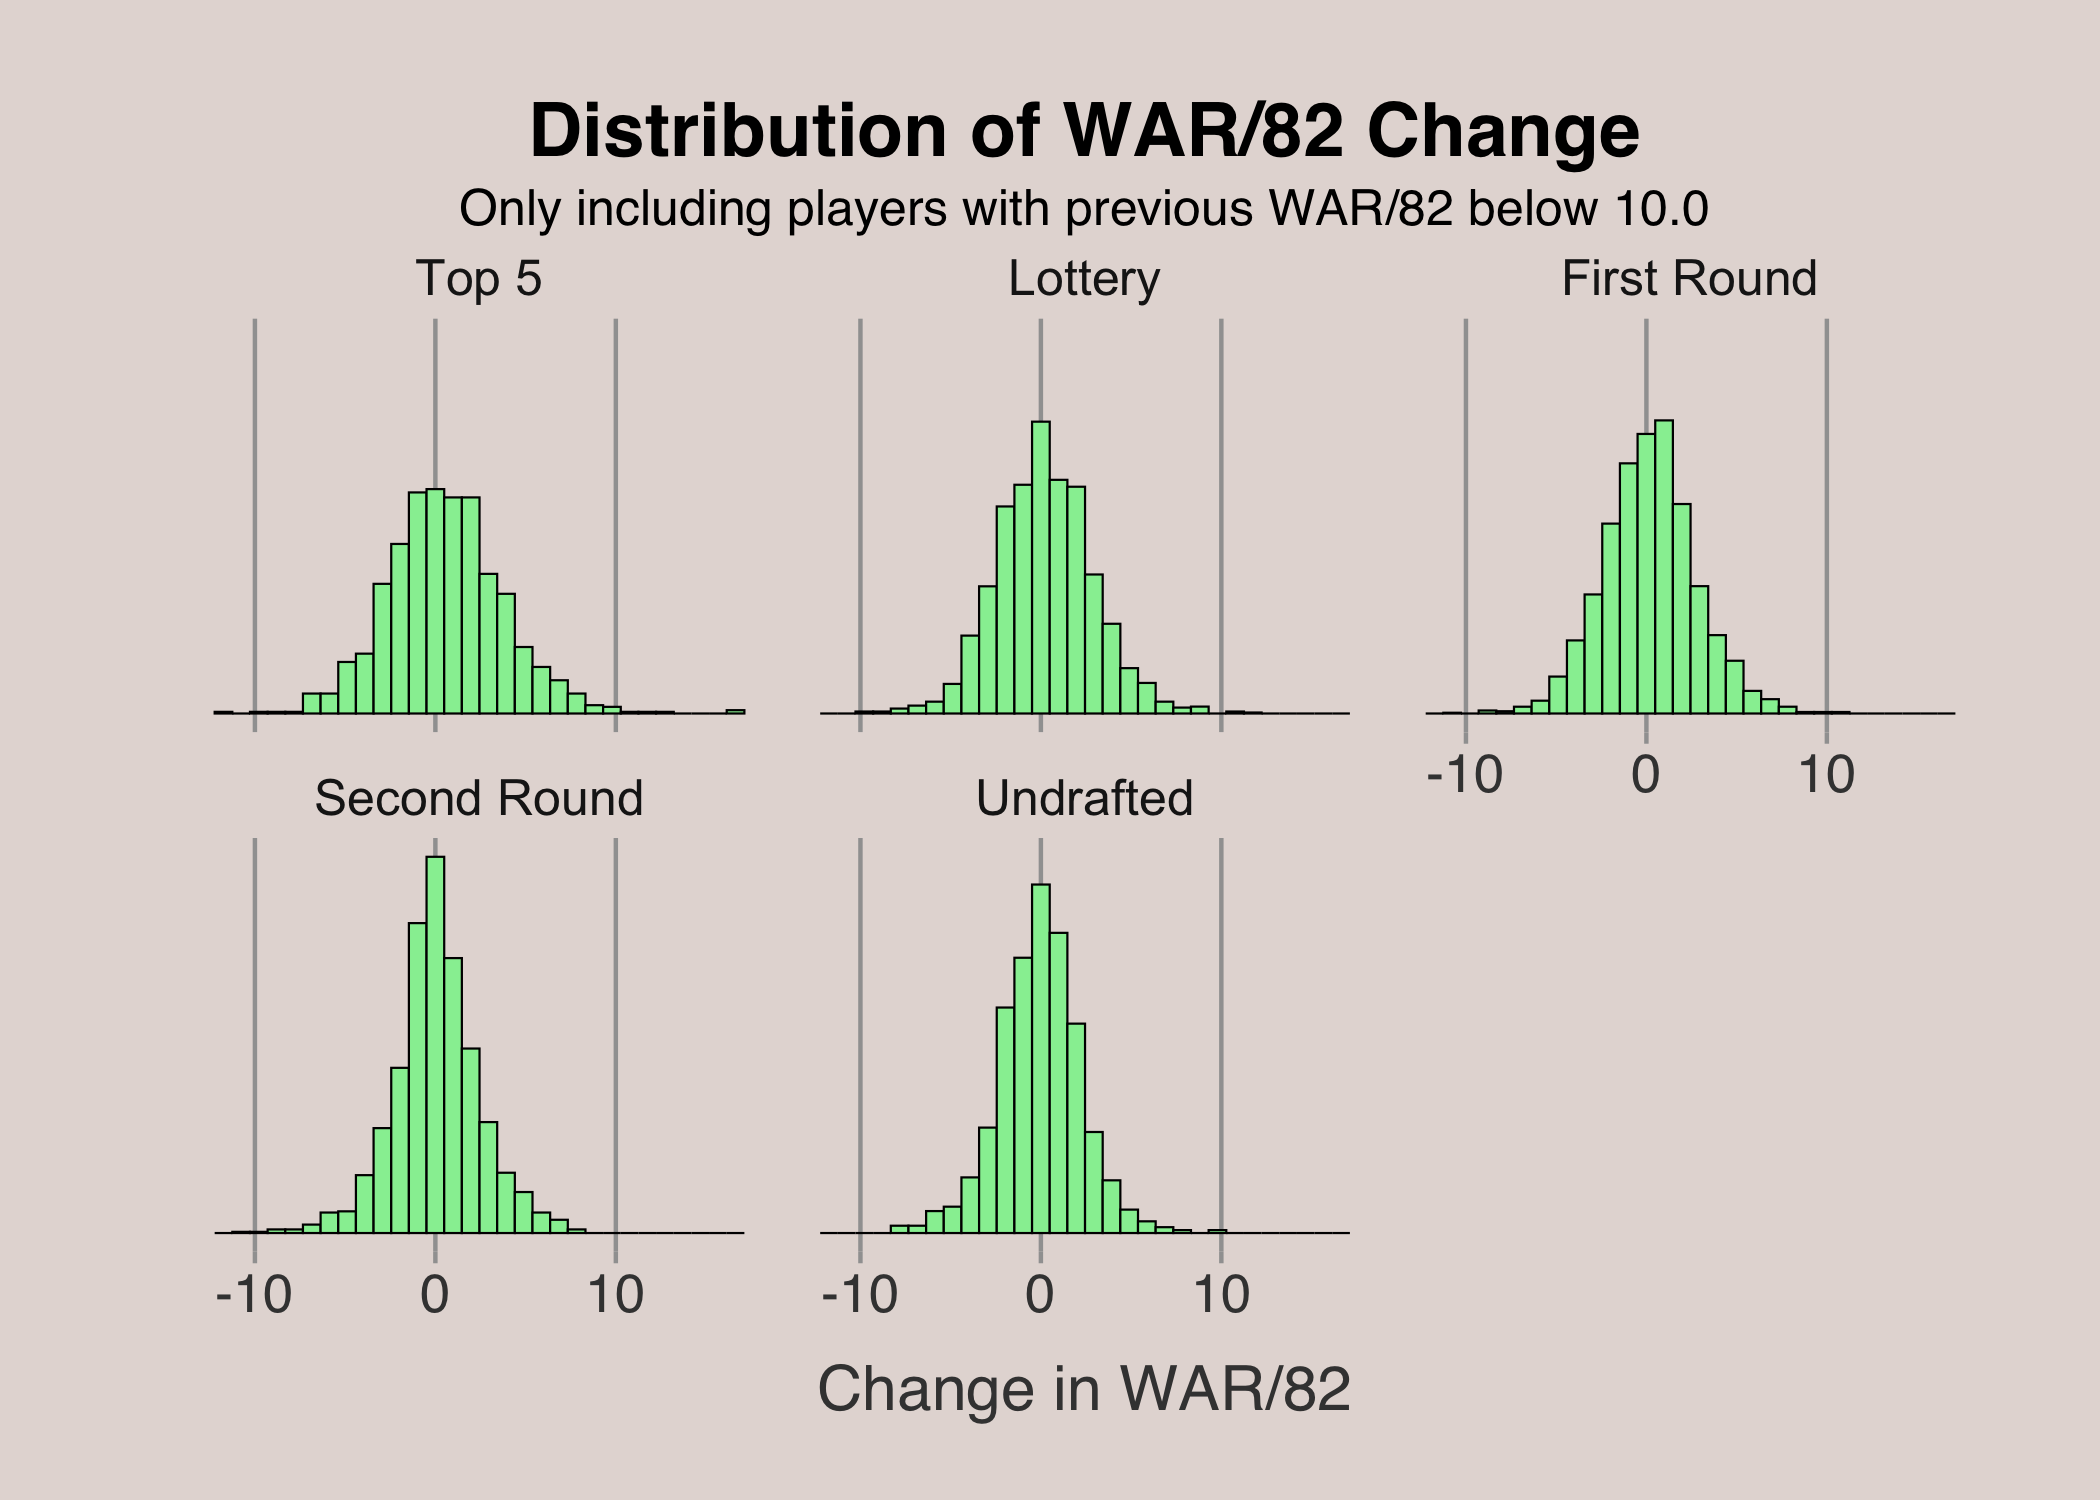 Distribution of WAR/82 Change
Only including players with previous WAR/82 below 10.0
Top 5
Lottery
First Round
-10 0 10
Second Round
Undrafted
-10 0 10
-10 0 10
Change in WAR/82